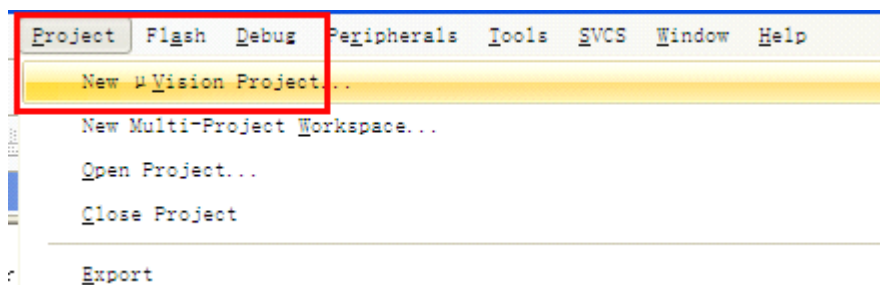 Project Flash Debug Peripherals Tools SVCS Window Help
New µVision Project...
New Multi-Project Workspace...
Open Project...
Close Project
Export